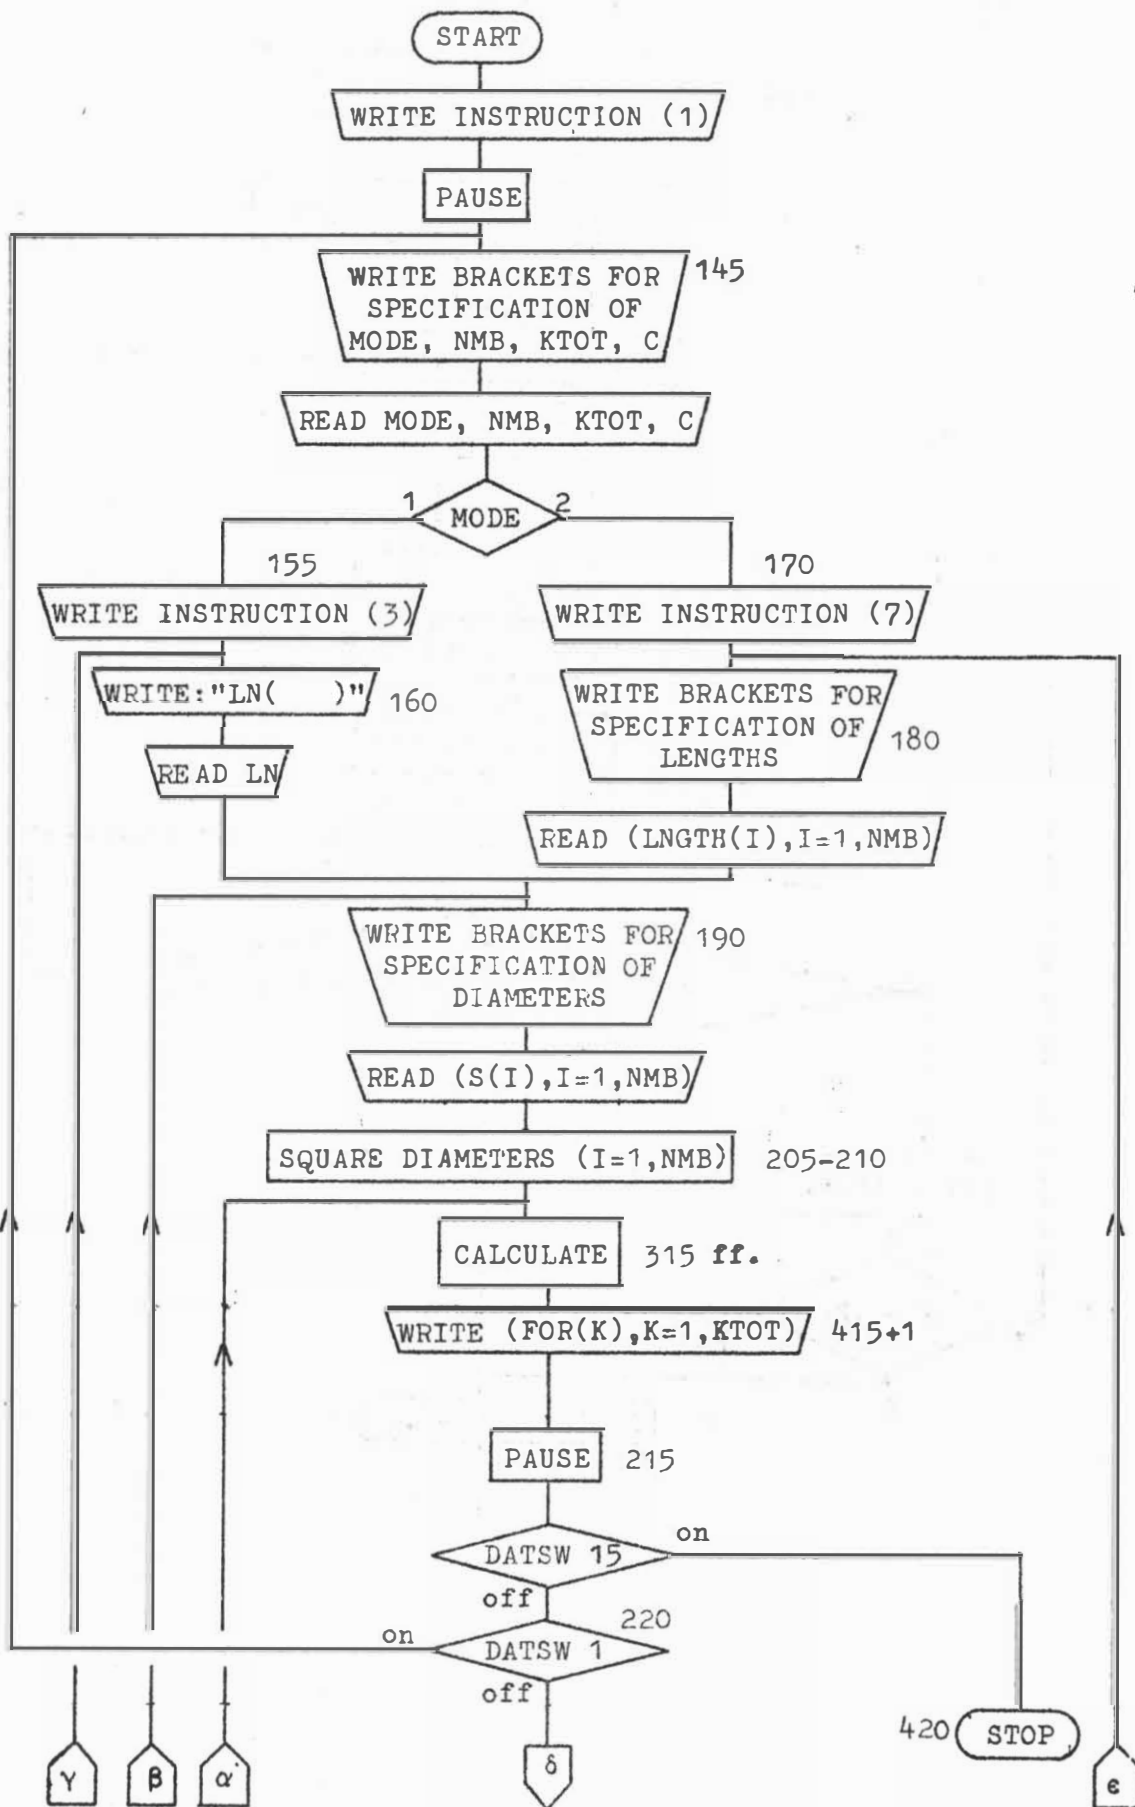 START
WRITE INSTRUCTION (1)
PAUSE
WRITE BRACKETS FOR
SPECIFICATION OF
MODE, NMB, KTOT, C
145
READ MODE, NMB, KTOT, C
1
MODE
2
155
WRITE INSTRUCTION (3)
170
WRITE INSTRUCTION (7)
WRITE:"LN(    )"
160
READ LN
WRITE BRACKETS FOR
SPECIFICATION OF
LENGTHS
180
READ (LNGTH(I),I=1,NMB)
WRITE BRACKETS FOR
SPECIFICATION OF
DIAMETERS
190
READ (S(I),I=1,NMB)
SQUARE DIAMETERS (I=1,NMB)
205-210
CALCULATE
315 ff.
WRITE (FOR(K),K=1,KTOT)
415+1
PAUSE
215
DATSW 15
on
off
220
on
DATSW 1
off
420
STOP
γ
β
α
δ
ε